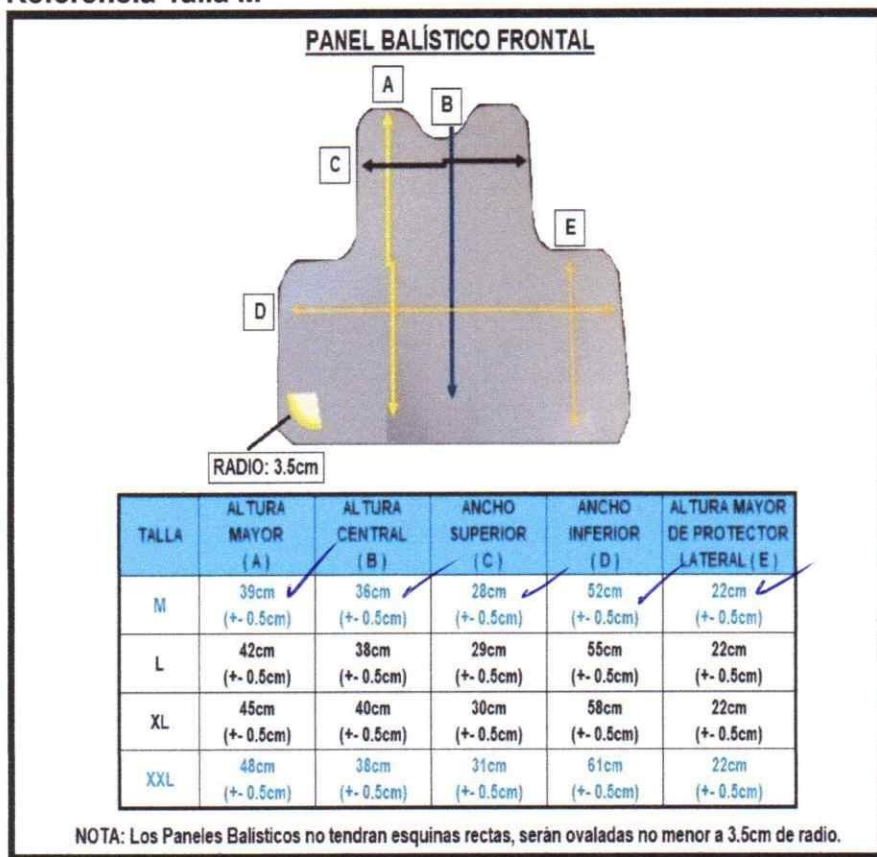 PANEL BALÍSTICO FRONTAL
A
B
C
E
D
RADIO: 3.5cm
TALLA ALTURA MAYOR (A) ALTURA CENTRAL (B) ANCHO SUPERIOR (C) ANCHO INFERIOR (D) ALTURA MAYOR DE PROTECTOR LATERAL (E)
M 39cm (+- 0.5cm) 36cm (+- 0.5cm) 28cm (+- 0.5cm) 52cm (+- 0.5cm) 22cm (+- 0.5cm)
L 42cm (+- 0.5cm) 38cm (+- 0.5cm) 29cm (+- 0.5cm) 55cm (+- 0.5cm) 22cm (+- 0.5cm)
XL 45cm (+- 0.5cm) 40cm (+- 0.5cm) 30cm (+- 0.5cm) 58cm (+- 0.5cm) 22cm (+- 0.5cm)
XXL 48cm (+- 0.5cm) 38cm (+- 0.5cm) 31cm (+- 0.5cm) 61cm (+- 0.5cm) 22cm (+- 0.5cm)
NOTA: Los Paneles Balísticos no tendran esquinas rectas, serán ovaladas no menor a 3.5cm de radio.